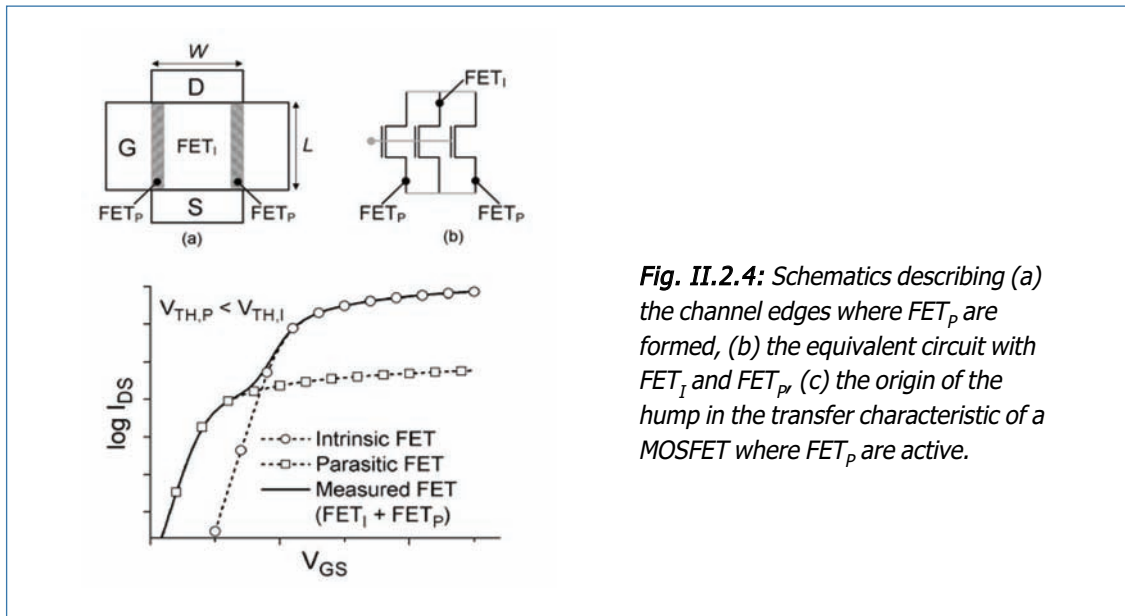 W
D
G
FET_I
L
FET_P
FET_P
S
(a)
FET_I
FET_P
FET_P
(b)
V_TH,P < V_TH,I
log I_DS
Intrinsic FET
Parasitic FET
Measured FET
(FET_I + FET_P)
V_GS
Fig. II.2.4: Schematics describing (a)
the channel edges where FET_P are
formed, (b) the equivalent circuit with
FET_I and FET_P, (c) the origin of the
hump in the transfer characteristic of a
MOSFET where FET_P are active.